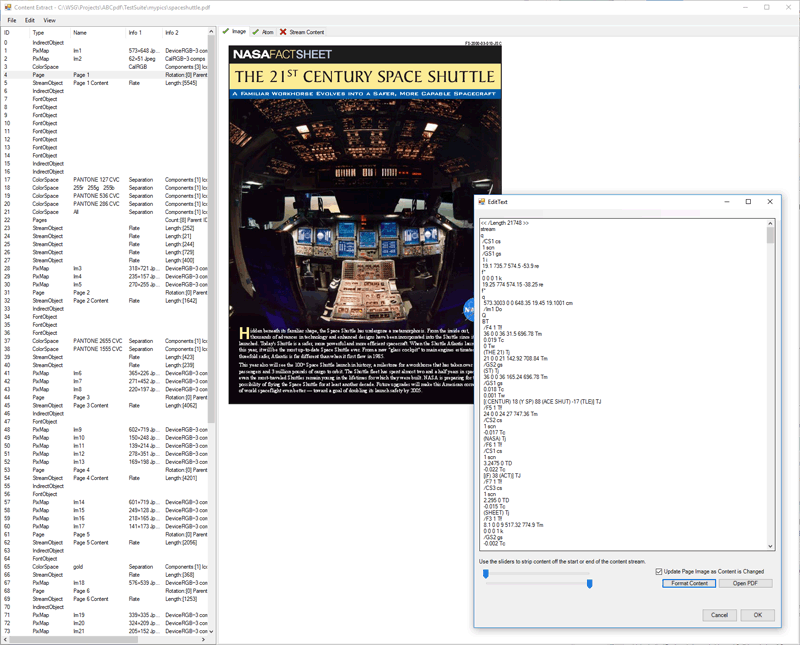 Content Extract - C:\WSG\Projects\ABCpdf\TestSuite\mypics\spaceshuttle.pdf
File Edit View
ID Type Name Info 1 Info 2
0 IndirectObject
1 PixMap Im1 573×648 Jp... DeviceRGB~3 com
2 PixMap Im2 62×51 Jpeg CalRGB~3 comps
3 ColorSpace CalRGB Components:[3] Icc
4 Page Page 1 Rotation:[0] Parent
5 StreamObject Page 1 Content Flate Length:[5545]
6 IndirectObject
7 FontObject
8 FontObject
9 FontObject
10 FontObject
11 FontObject
12 FontObject
13 FontObject
14 FontObject
15 IndirectObject
16 IndirectObject
17 ColorSpace PANTONE 127 CVC Separation Components:[1] Icc
18 ColorSpace 255r 255g 255b Separation Components:[1] Icc
19 ColorSpace PANTONE 536 CVC Separation Components:[1] Icc
20 ColorSpace PANTONE 286 CVC Separation Components:[1] Icc
21 ColorSpace All Separation Components:[1] Icc
22 Pages Count:[8] Parent ID
23 StreamObject Flate Length:[252]
24 StreamObject Flate Length:[21]
25 StreamObject Flate Length:[244]
26 StreamObject Flate Length:[729]
27 StreamObject Flate Length:[400]
28 PixMap Im3 318×721 Jp... DeviceRGB~3 com
29 PixMap Im4 235×157 Jp... DeviceRGB~3 com
30 PixMap Im5 270×255 Jp... DeviceRGB~3 com
31 Page Page 2 Rotation:[0] Parent
32 StreamObject Page 2 Content Flate Length:[1642]
33 IndirectObject
34 FontObject
35 FontObject
36 FontObject
37 ColorSpace PANTONE 2655 CVC Separation Components:[1] Icc
38 ColorSpace PANTONE 1555 CVC Separation Components:[1] Icc
39 StreamObject Flate Length:[423]
40 StreamObject Flate Length:[239]
41 PixMap Im6 365×226 Jp... DeviceRGB~3 com
42 PixMap Im7 271×452 Jp... DeviceRGB~3 com
43 PixMap Im8 220×197 Jp... DeviceRGB~3 com
44 Page Page 3 Rotation:[0] Parent
45 StreamObject Page 3 Content Flate Length:[4062]
46 IndirectObject
47 FontObject
48 PixMap Im9 602×719 Jp... DeviceRGB~3 com
49 PixMap Im10 150×248 Jp... DeviceRGB~3 com
50 PixMap Im11 139×214 Jp... DeviceRGB~3 com
51 PixMap Im12 278×351 Jp... DeviceRGB~3 com
52 PixMap Im13 169×198 Jp... DeviceRGB~3 com
53 Page Page 4 Rotation:[0] Parent
54 StreamObject Page 4 Content Flate Length:[4201]
55 IndirectObject
56 FontObject
57 PixMap Im14 601×719 Jp... DeviceRGB~3 com
58 PixMap Im15 249×128 Jp... DeviceRGB~3 com
59 PixMap Im16 218×165 Jp... DeviceRGB~3 com
60 PixMap Im17 141×173 Jp... DeviceRGB~3 com
61 Page Page 5 Rotation:[0] Parent
62 StreamObject Page 5 Content Flate Length:[2056]
63 IndirectObject
64 FontObject
65 ColorSpace gold Separation Components:[1] Icc
66 StreamObject Flate Length:[368]
67 PixMap Im18 576×539 Jp... DeviceRGB~3 com
68 Page Page 6 Rotation:[0] Parent
69 StreamObject Page 6 Content Flate Length:[1253]
70 IndirectObject
71 PixMap Im19 339×335 Jp... DeviceRGB~3 com
72 PixMap Im20 324×209 Jp... DeviceRGB~3 com
73 PixMap Im21 205×152 Jp... DeviceRGB~3 com
Image Atom Stream Content
NASAFACTSHEET
THE 21ST CENTURY SPACE SHUTTLE
A FAMILIAR WORKHORSE EVOLVES INTO A SAFER, MORE CAPABLE SPACECRAFT
NASA
Hidden beneath its familiar shape, the Space Shuttle has undergone a metamorphosis. From the inside out,
thousands of advances in technology and enhanced designs have been incorporated into the Shuttle since it
launched. Today's Shuttle is a safer, more powerful and more efficient spacecraft. When the Shuttle Atlantis laun
this year, it will be the most up-to-date Space Shuttle ever. From a new "glass cockpit" to main engines
threefold safer, Atlantis is far different than when it first flew in 1985.
This year also will see the 100th Space Shuttle launch in history, a milestone for a workhorse that has taken over
passengers and 3 million pounds of cargo to orbit. The Shuttle fleet has spent almost two and a half years in space
even the most-traveled Shuttles remain young in the lifetimes for which they were built. NASA is preparing
possibility of flying the Space Shuttle for at least another decade. Future upgrades will make this American
of world spaceflight even better — toward a goal of doubling its launch safety by 2005.
EditText
<< /Length 21748 >>
stream
q
/CS1 cs
1 scn
/GS1 gs
1 i
19.1 735.7 574.5 -53.9 re
f*
0 0 0 1 k
19.25 774 574.15 -38.25 re
f*
q
573.3003 0 0 648.35 19.45 19.1001 cm
/Im1 Do
Q
BT
/F4 1 Tf
36 0 0 36 31.5 696.78 Tm
0.019 Tc
0 Tw
(THE 21) Tj
21 0 0 21 142.92 708.84 Tm
/GS2 gs
(ST) Tj
36 0 0 36 165.24 696.78 Tm
/GS1 gs
0.018 Tc
0.001 Tw
[( CENTUR) 18 (Y SP) 88 (ACE SHUT) -17 (TLE)] TJ
/F5 1 Tf
24 0 0 24 27 747.36 Tm
/CS2 cs
1 scn
-0.017 Tc
(NASA) Tj
/F6 1 Tf
/CS1 cs
1 scn
3.2475 0 TD
-0.022 Tc
[(F) 38 (ACT)] TJ
/F7 1 Tf
/CS3 cs
1 scn
2.295 0 TD
-0.015 Tc
(SHEET) Tj
/F3 1 Tf
8.1 0 0 9 517.32 774.9 Tm
0 0 0 1 k
/GS2 gs
-0.002 Tc
Use the sliders to strip content off the start or end of the content stream.
Update Page Image as Content is Changed
Format Content Open PDF
Cancel OK